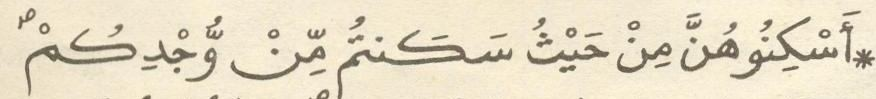 *أَسْكِنُوهُنَّ مِنْ حَيْثُ سَكَنتُم مِّنْ وُّجْدِكُمْ ۖ